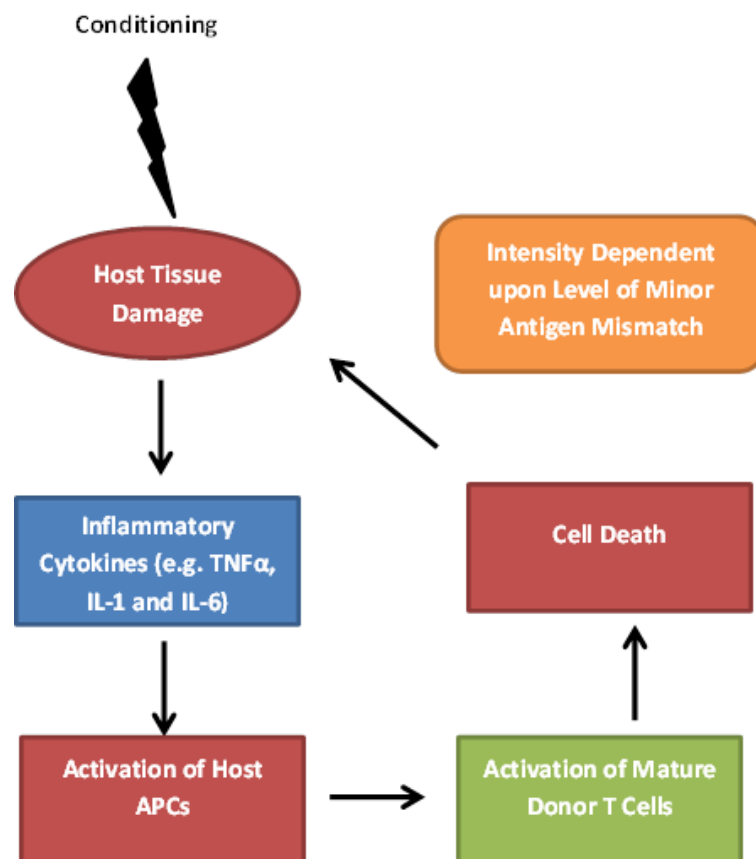 Conditioning
Host Tissue
Damage
Intensity Dependent
upon Level of Minor
Antigen Mismatch
Inflammatory
Cytokines (e.g. TNFα,
IL-1 and IL-6)
Cell Death
Activation of Host
APCs
Activation of Mature
Donor T Cells